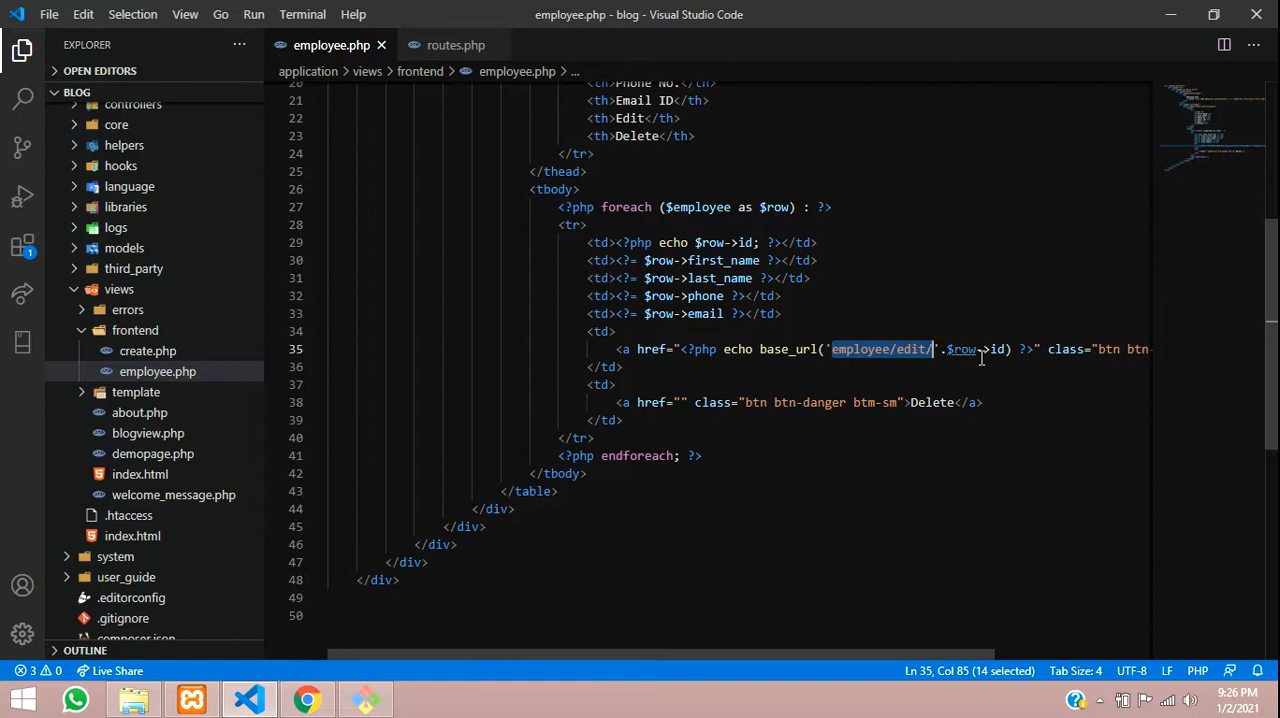 File Edit Selection View Go Run Terminal Help
employee.php - blog - Visual Studio Code
EXPLORER
employee.php
routes.php
OPEN EDITORS
application > views > frontend > employee.php > ...
BLOG
controllers
core
helpers
hooks
language
libraries
logs
models
third_party
views
errors
frontend
create.php
employee.php
template
about.php
blogview.php
demopage.php
index.html
welcome_message.php
.htaccess
index.html
system
user_guide
.editorconfig
.gitignore
composer.json
OUTLINE
20 <th>Phone No.</th>
21 <th>Email ID</th>
22 <th>Edit</th>
23 <th>Delete</th>
24 </tr>
25 </thead>
26 <tbody>
27 <?php foreach ($employee as $row) : ?>
28 <tr>
29 <td><?php echo $row->id; ?></td>
30 <td><?= $row->first_name ?></td>
31 <td><?= $row->last_name ?></td>
32 <td><?= $row->phone ?></td>
33 <td><?= $row->email ?></td>
34 <td>
35 <a href="<?php echo base_url('employee/edit/'.$row->id) ?>" class="btn btn-
36 </td>
37 <td>
38 <a href="" class="btn btn-danger btm-sm">Delete</a>
39 </td>
40 </tr>
41 <?php endforeach; ?>
42 </tbody>
43 </table>
44 </div>
45 </div>
46 </div>
47 </div>
48 </div>
49
50
1
3 0 Live Share
Ln 35, Col 85 (14 selected) Tab Size: 4 UTF-8 LF PHP
9:26 PM
1/2/2021